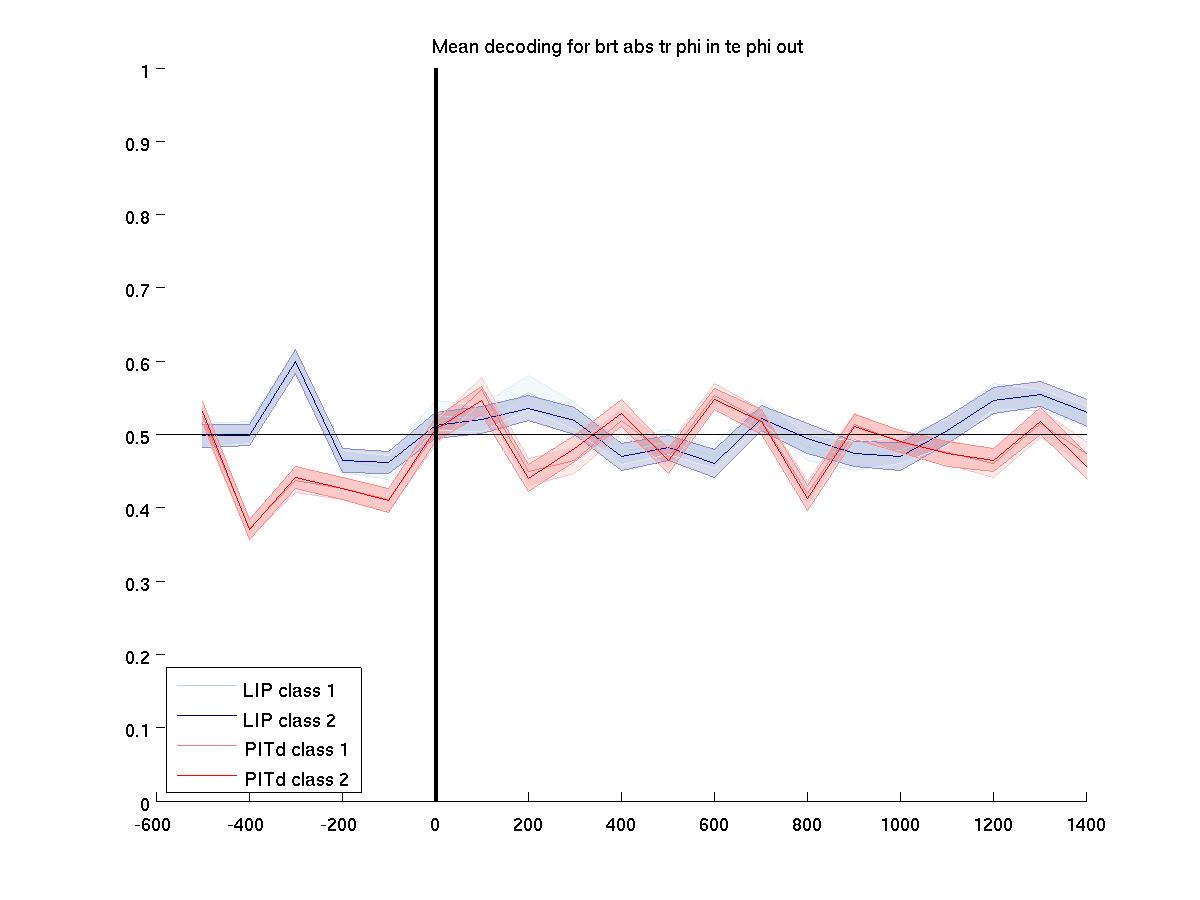 Mean decoding for brt abs tr phi in te phi out
1
0.9
0.8
0.7
0.6
0.5
0.4
0.3
0.2
0.1
0
LIP class 1
LIP class 2
PITd class 1
PITd class 2
-600 -400 -200 0 200 400 600 800 1000 1200 1400